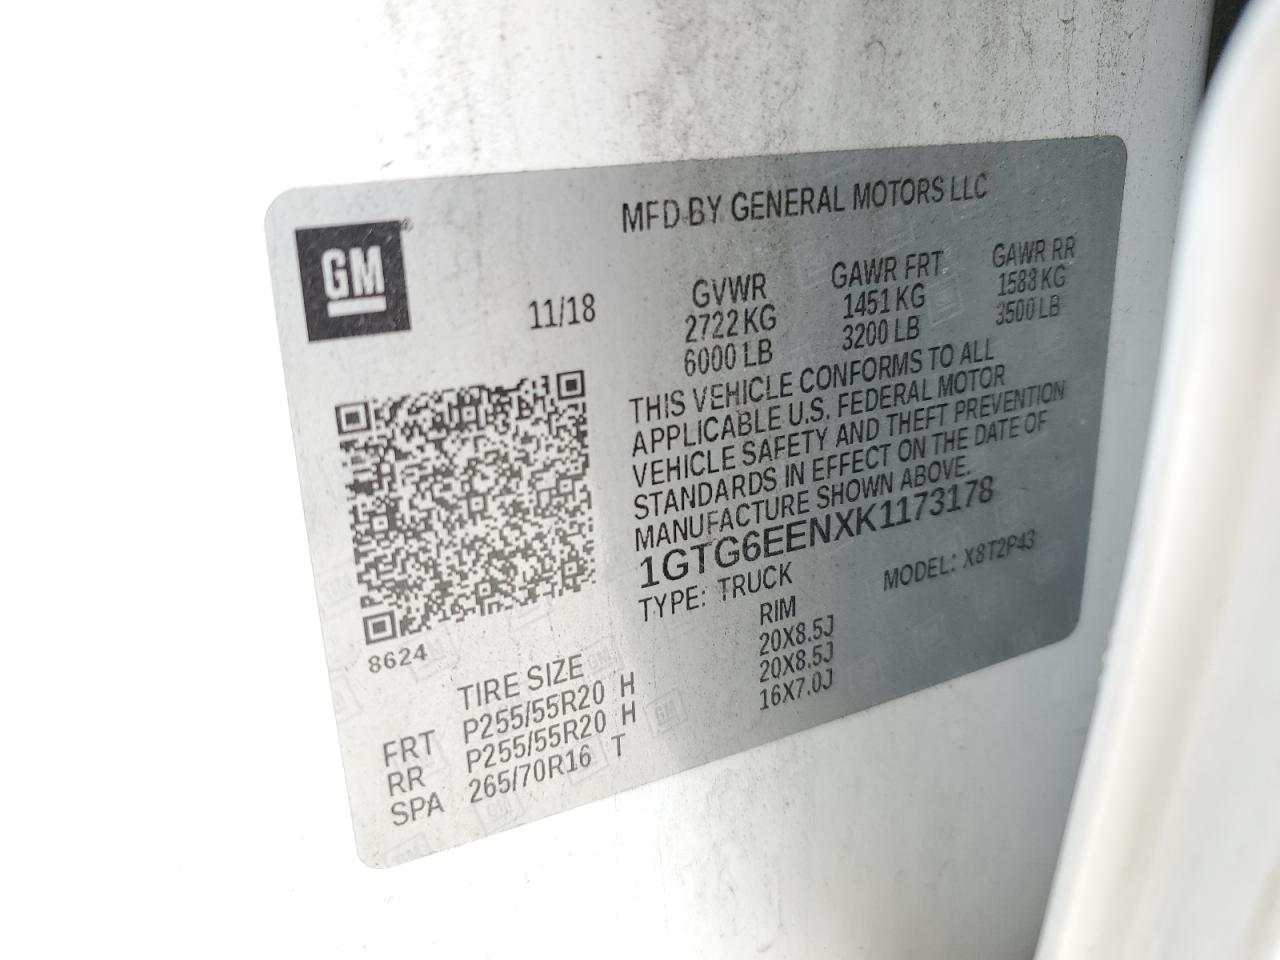 GM
MFD BY GENERAL MOTORS LLC
11/18
GVWR GAWR FRT GAWR RR
2722 KG 1451 KG 1588 KG
6000 LB 3200 LB 3500 LB
THIS VEHICLE CONFORMS TO ALL
APPLICABLE U.S. FEDERAL MOTOR
VEHICLE SAFETY AND THEFT PREVENTION
STANDARDS IN EFFECT ON THE DATE OF
MANUFACTURE SHOWN ABOVE.
1GTG6EENXK1173178
TYPE: TRUCK MODEL: X8T2P43
8624
TIRE SIZE RIM
FRT P255/55R20 H 20X8.5J
RR P255/55R20 H 20X8.5J
SPA 265/70R16 T 16X7.0J